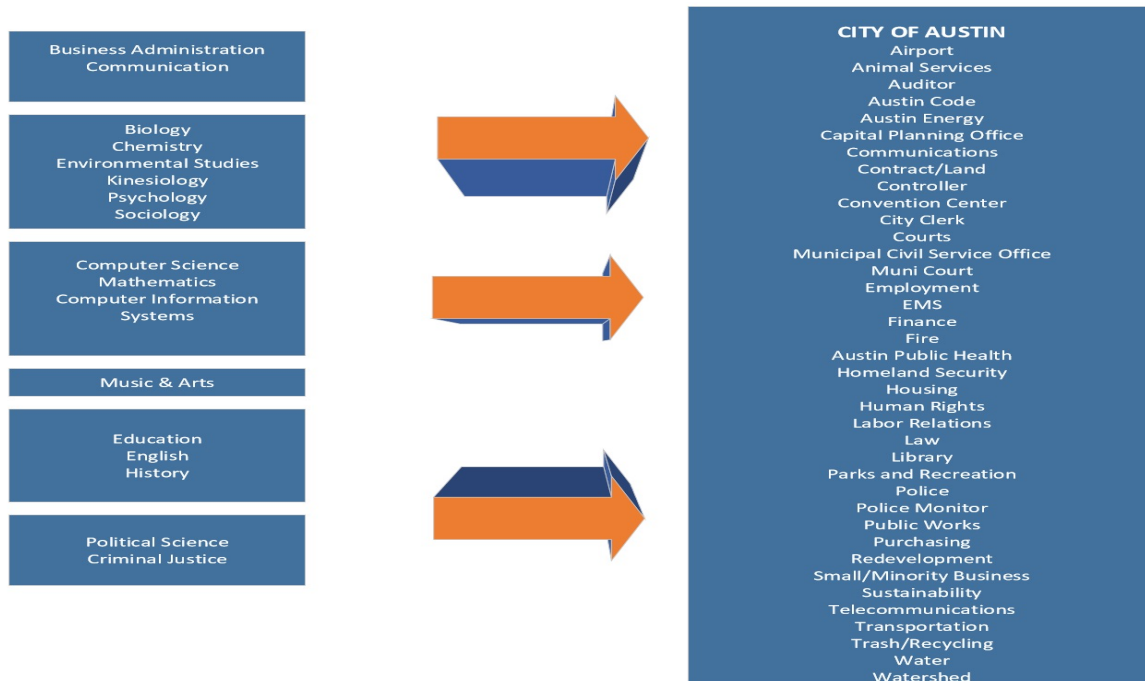 Business Administration
Communication
Biology
Chemistry
Environmental Studies
Kinesiology
Psychology
Sociology
Computer Science
Mathematics
Computer Information
Systems
Music & Arts
Education
English
History
Political Science
Criminal Justice
CITY OF AUSTIN
Airport
Animal Services
Auditor
Austin Code
Austin Energy
Capital Planning Office
Communications
Contract/Land
Controller
Convention Center
City Clerk
Courts
Municipal Civil Service Office
Muni Court
Employment
EMS
Finance
Fire
Austin Public Health
Homeland Security
Housing
Human Rights
Labor Relations
Law
Library
Parks and Recreation
Police
Police Monitor
Public Works
Purchasing
Redevelopment
Small/Minority Business
Sustainability
Telecommunications
Transportation
Trash/Recycling
Water
Watershed